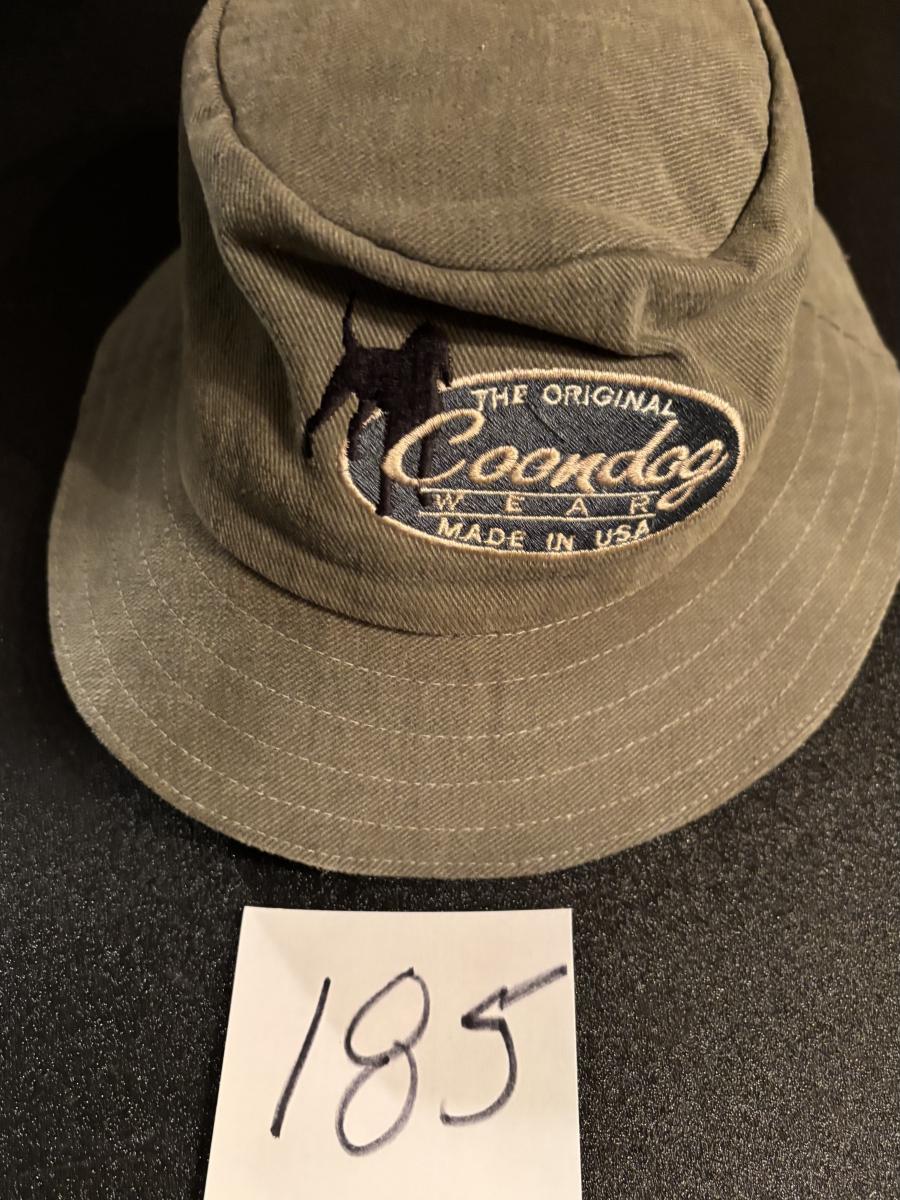 THE ORIGINAL
Coondog
WEAR
MADE IN USA
185